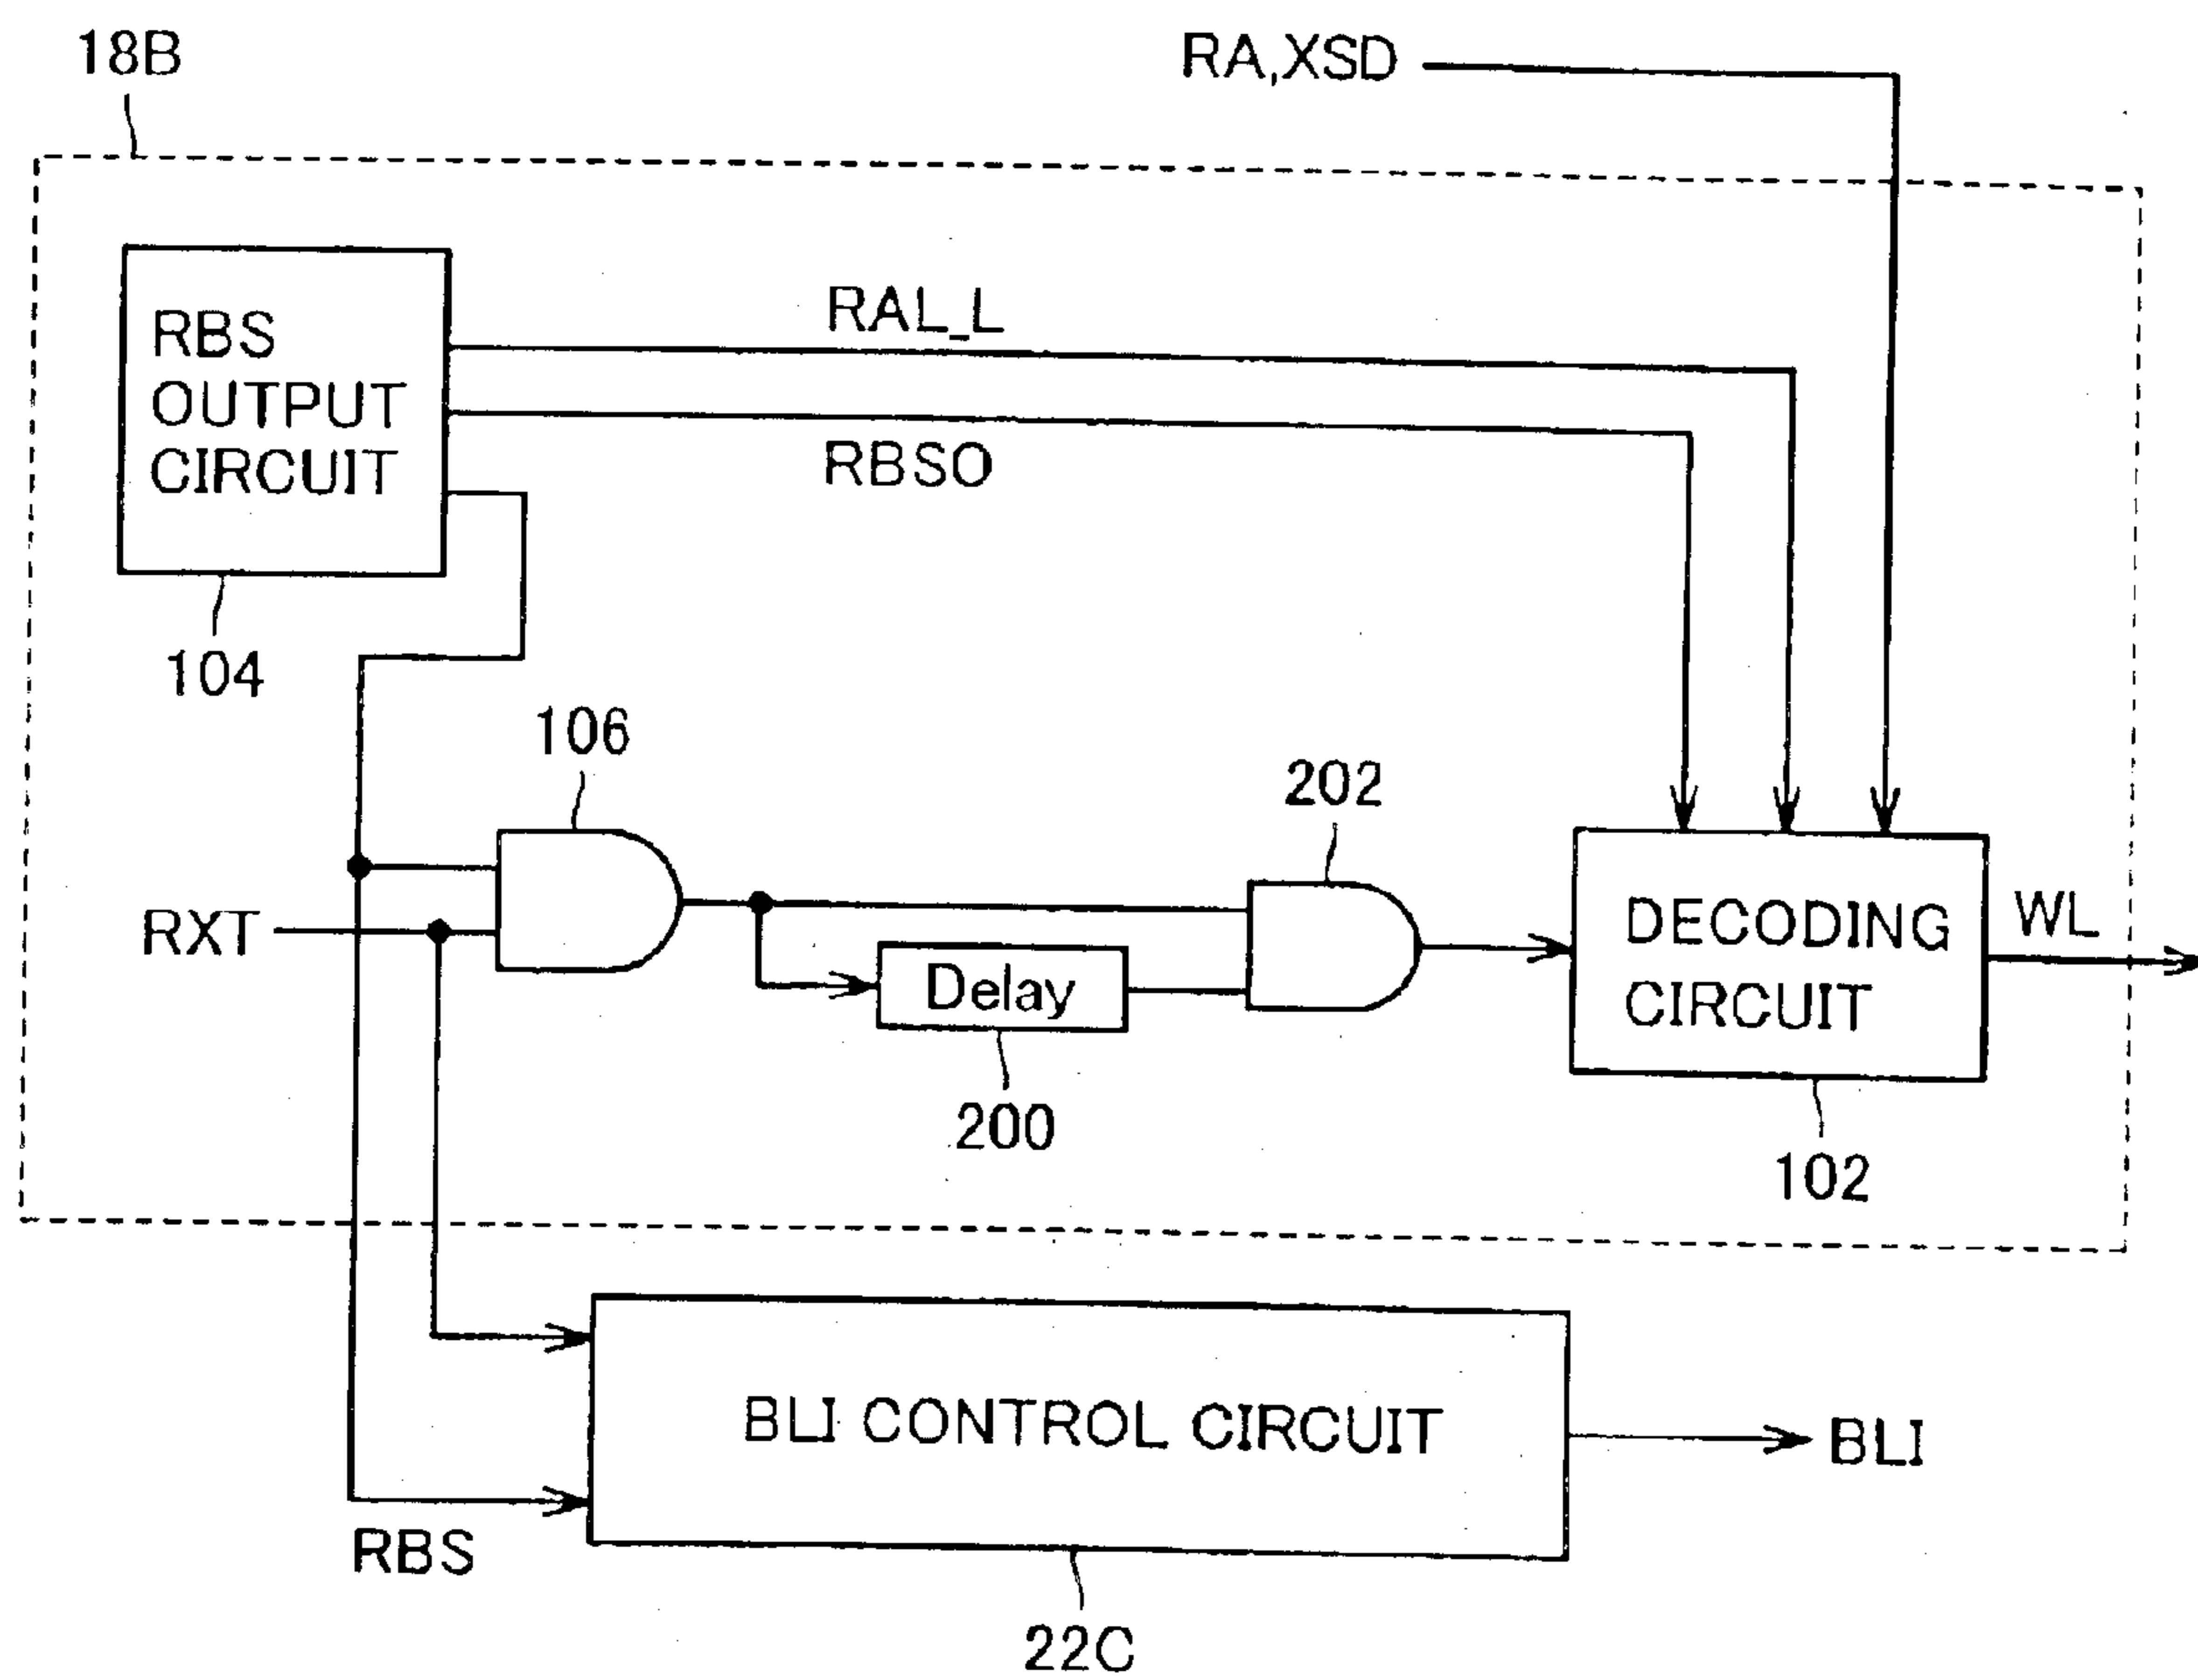 18B
RA,XSD
RBS
OUTPUT
CIRCUIT
RAL_L
RBSO
104
106
202
RXT
Delay
DECODING
CIRCUIT
WL
200
102
BLI CONTROL CIRCUIT
BLI
RBS
22C